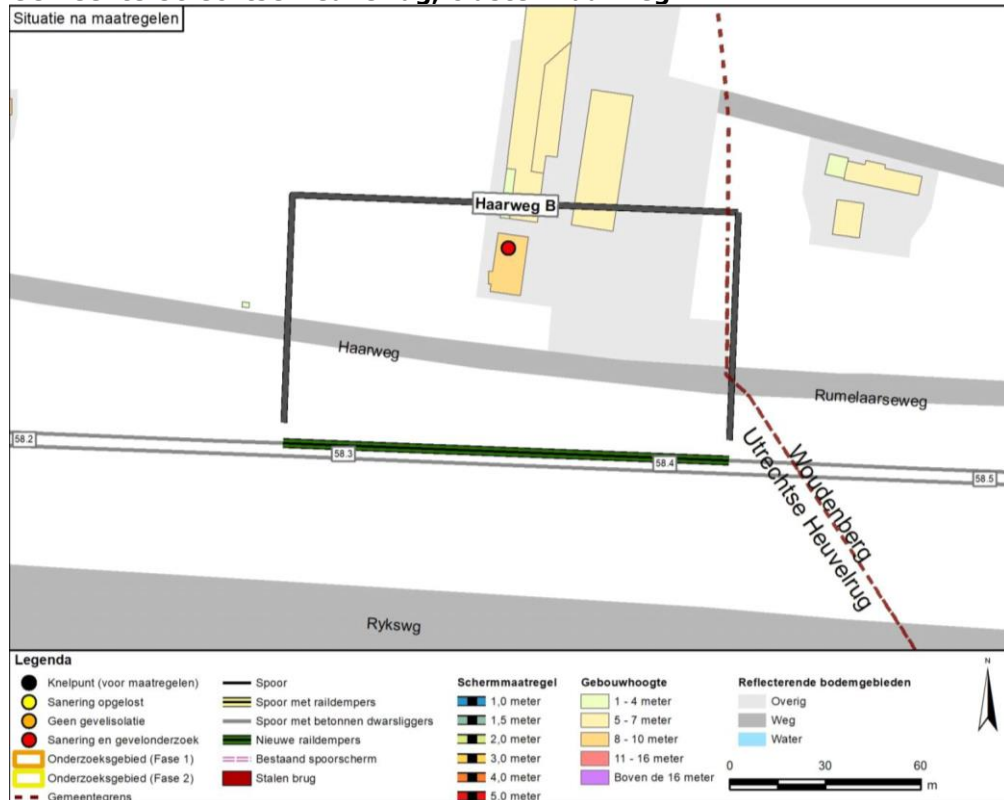 Situatie na maatregelen
Haarweg B
Haarweg
Rumelaarseweg
58.2
58.3
58.4
58.5
Woudenberg
Utrechtse Heuvelrug
Rykswg
Legenda
Knelpunt (voor maatregelen)
Sanering opgelost
Geen gevelisolatie
Sanering en gevelonderzoek
Onderzoeksgebied (Fase 1)
Onderzoeksgebied (Fase 2)
Gemeentegrens
Spoor
Spoor met raildempers
Spoor met betonnen dwarsliggers
Nieuwe raildempers
Bestaand spoorscherm
Stalen brug
Schermmaatregel
1,0 meter
1,5 meter
2,0 meter
3,0 meter
4,0 meter
5,0 meter
Gebouwhoogte
1 - 4 meter
5 - 7 meter
8 - 10 meter
11 - 16 meter
Boven de 16 meter
Reflecterende bodemgebieden
Overig
Weg
Water
N
0 30 60
m